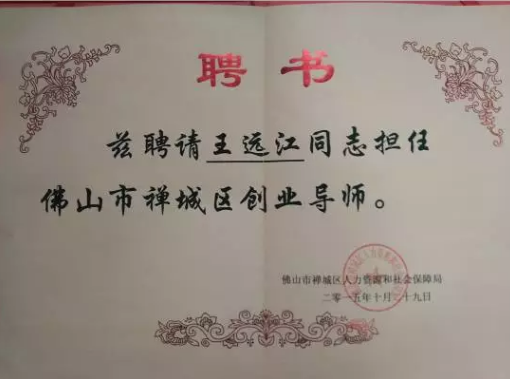 聘书
兹聘请王远江同志担任
佛山市禅城区创业导师。
佛山市禅城区人力资源和社会保障局
二零一五年十月二十九日